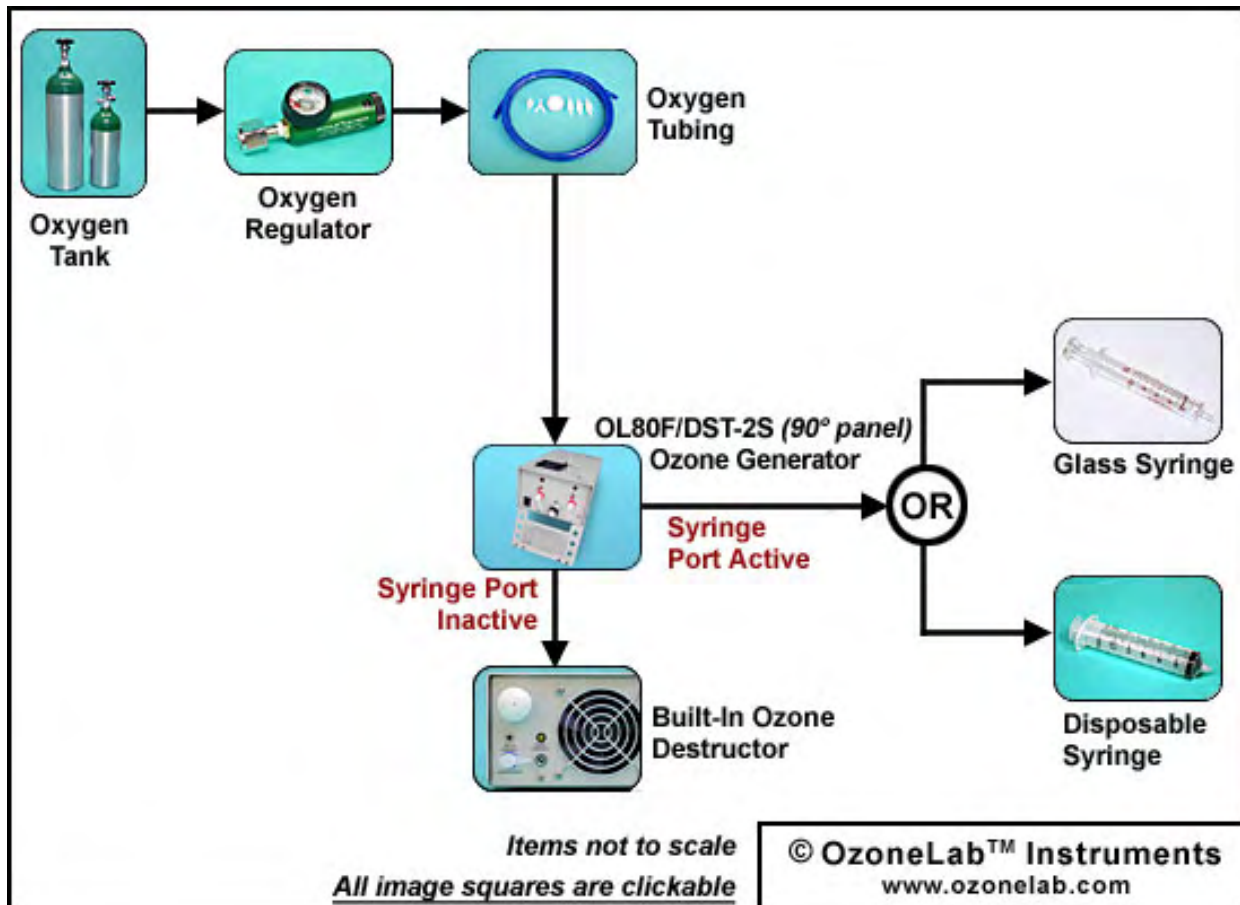 Oxygen
Tank
Oxygen
Regulator
Oxygen
Tubing
OL80F/DST-2S (90° panel)
Ozone Generator
Syringe
Port Active
OR
Glass Syringe
Disposable
Syringe
Syringe Port
Inactive
Built-In Ozone
Destructor
Items not to scale
All image squares are clickable
© OzoneLab™ Instruments
www.ozonelab.com